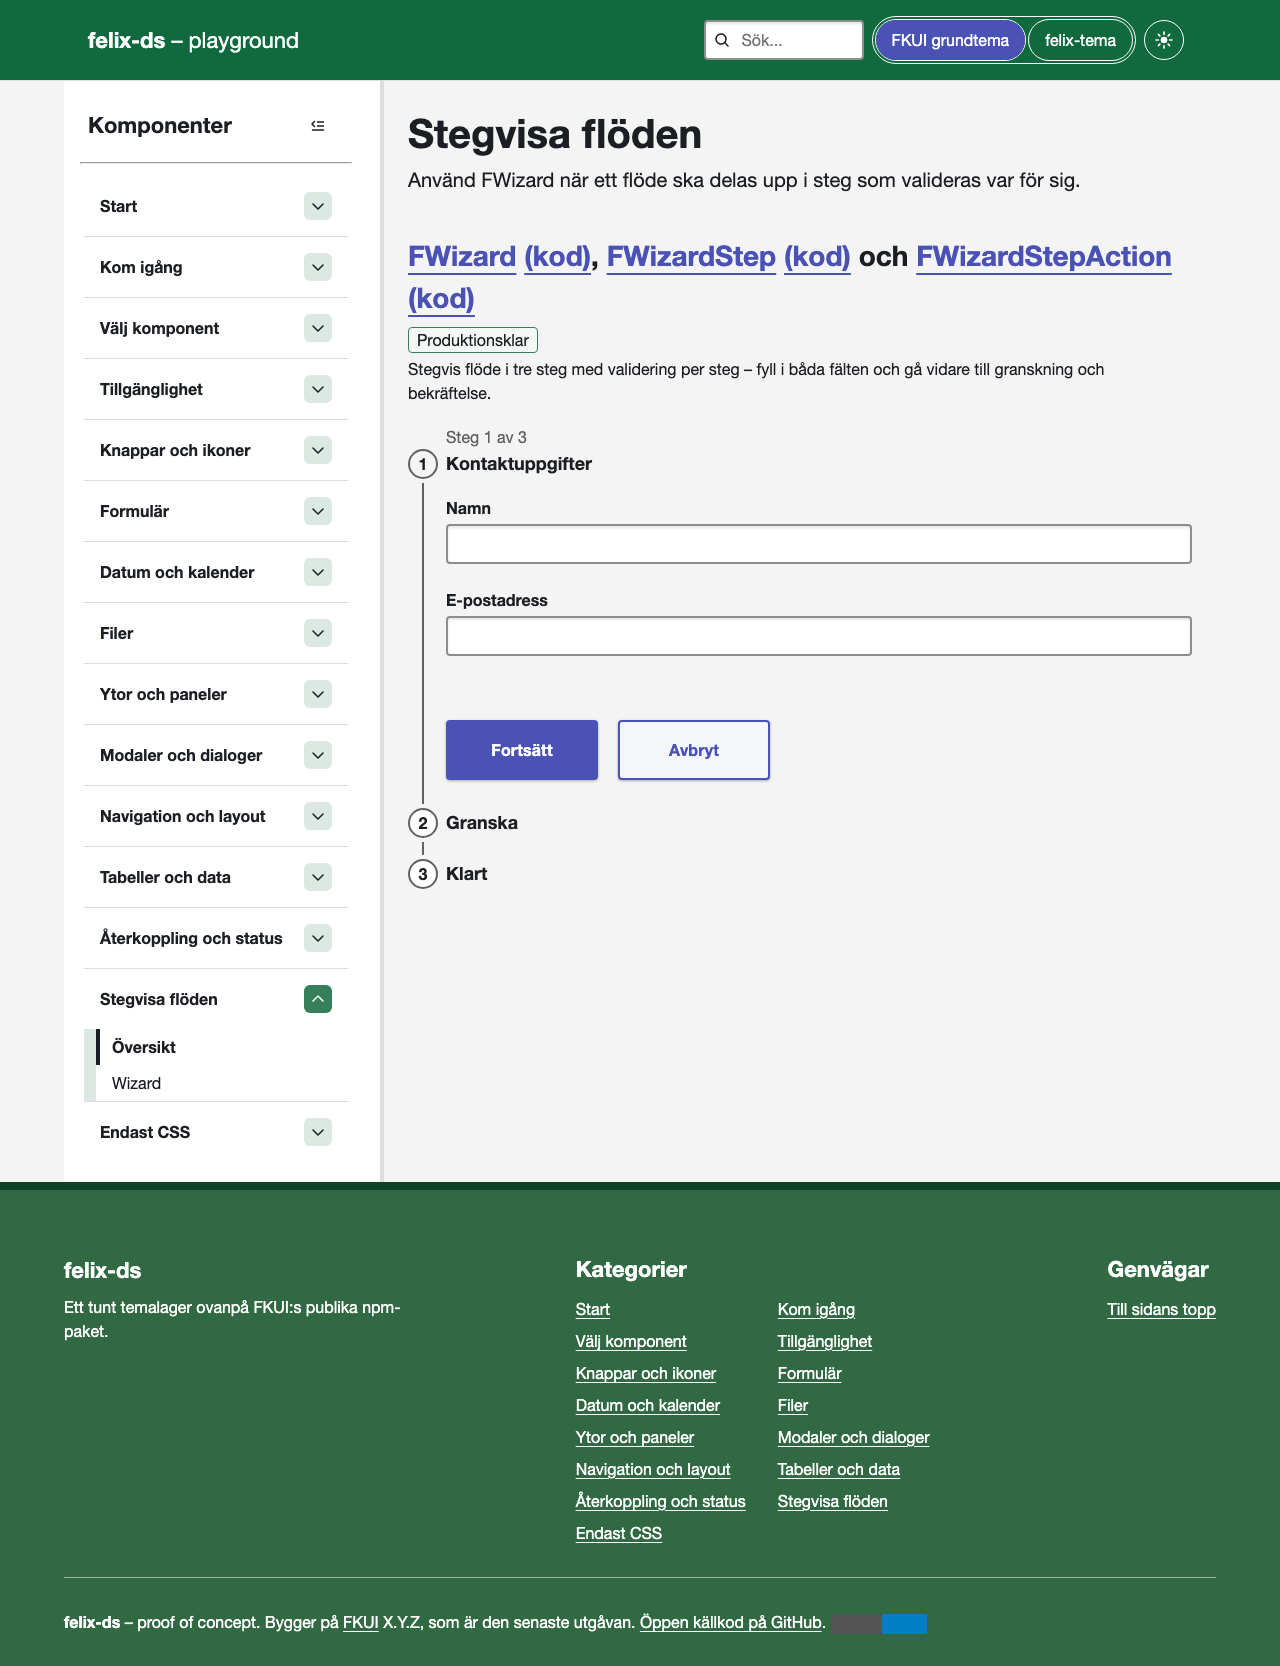 felix-ds – playground
Sök...
FKUI grundtema
felix-tema
Komponenter
Start
Kom igång
Välj komponent
Tillgänglighet
Knappar och ikoner
Formulär
Datum och kalender
Filer
Ytor och paneler
Modaler och dialoger
Navigation och layout
Tabeller och data
Återkoppling och status
Stegvisa flöden
Översikt
Wizard
Endast CSS
Stegvisa flöden
Använd FWizard när ett flöde ska delas upp i steg som valideras var för sig.
FWizard (kod), FWizardStep (kod) och FWizardStepAction
(kod)
Produktionsklar
Stegvis flöde i tre steg med validering per steg – fyll i båda fälten och gå vidare till granskning och
bekräftelse.
Steg 1 av 3
1 Kontaktuppgifter
Namn
E-postadress
Fortsätt
Avbryt
2 Granska
3 Klart
felix-ds
Ett tunt temalager ovanpå FKUI:s publika npm-
paket.
Kategorier
Start
Kom igång
Välj komponent
Tillgänglighet
Knappar och ikoner
Formulär
Datum och kalender
Filer
Ytor och paneler
Modaler och dialoger
Navigation och layout
Tabeller och data
Återkoppling och status
Stegvisa flöden
Endast CSS
Genvägar
Till sidans topp
felix-ds – proof of concept. Bygger på FKUI X.Y.Z, som är den senaste utgåvan. Öppen källkod på GitHub.